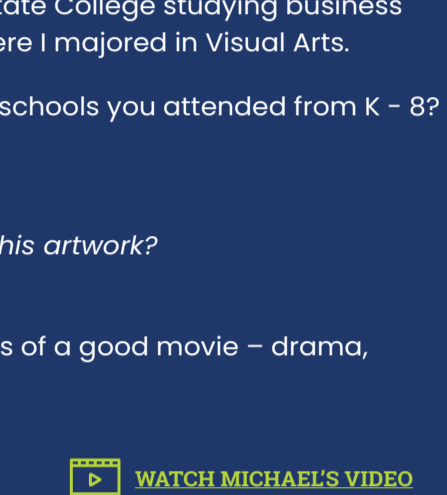 tate College studying business
ere I majored in Visual Arts.
schools you attended from K - 8?
his artwork?
s of a good movie – drama,
WATCH MICHAEL'S VIDEO